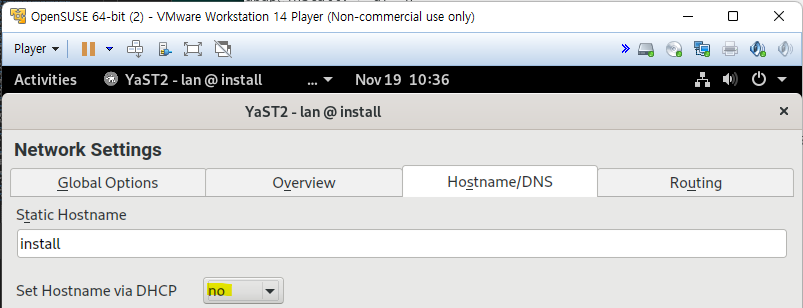 OpenSUSE 64-bit (2) - VMware Workstation 14 Player (Non-commercial use only)
Player
Activities YaST2 - lan @ install ... Nov 19 10:36
YaST2 - lan @ install
Network Settings
Global Options Overview Hostname/DNS Routing
Static Hostname
install
Set Hostname via DHCP no